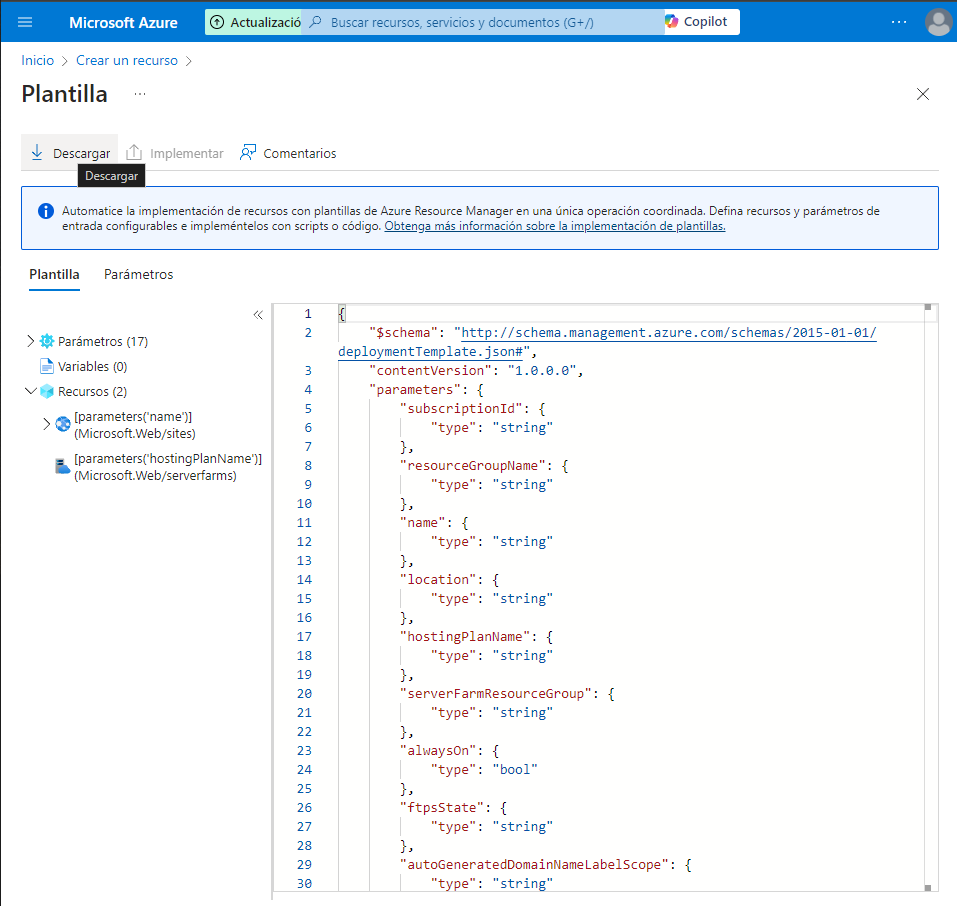 Microsoft Azure
Actualizació
Buscar recursos, servicios y documentos (G+/)
Copilot
...
Inicio > Crear un recurso >
Plantilla ...
Descargar
Implementar
Comentarios
Descargar
Automatice la implementación de recursos con plantillas de Azure Resource Manager en una única operación coordinada. Defina recursos y parámetros de
entrada configurables e impleméntelos con scripts o código. Obtenga más información sobre la implementación de plantillas.
Plantilla
Parámetros
«
Parámetros (17)
Variables (0)
Recursos (2)
[parameters('name')]
(Microsoft.Web/sites)
[parameters('hostingPlanName')]
(Microsoft.Web/serverfarms)
1 {
2 "$schema": "http://schema.management.azure.com/schemas/2015-01-01/
deploymentTemplate.json#",
3 "contentVersion": "1.0.0.0",
4 "parameters": {
5 "subscriptionId": {
6 "type": "string"
7 },
8 "resourceGroupName": {
9 "type": "string"
10 },
11 "name": {
12 "type": "string"
13 },
14 "location": {
15 "type": "string"
16 },
17 "hostingPlanName": {
18 "type": "string"
19 },
20 "serverFarmResourceGroup": {
21 "type": "string"
22 },
23 "alwaysOn": {
24 "type": "bool"
25 },
26 "ftpsState": {
27 "type": "string"
28 },
29 "autoGeneratedDomainNameLabelScope": {
30 "type": "string"